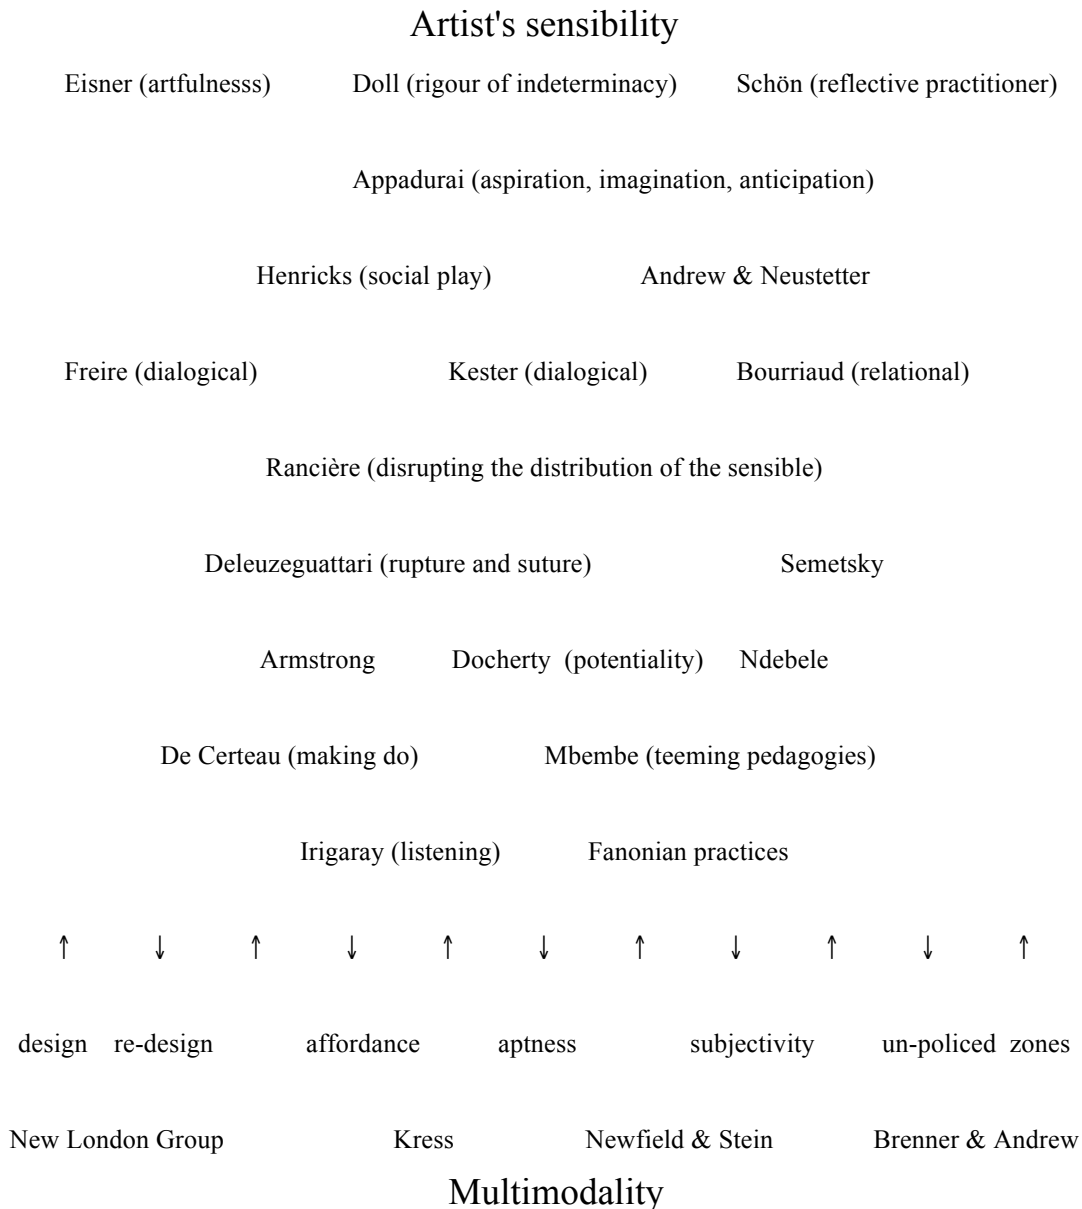 Artist's sensibility
Eisner (artfulnesss) Doll (rigour of indeterminacy) Schön (reflective practitioner)
Appadurai (aspiration, imagination, anticipation)
Henricks (social play) Andrew & Neustetter
Freire (dialogical) Kester (dialogical) Bourriaud (relational)
Rancière (disrupting the distribution of the sensible)
Deleuzeguattari (rupture and suture) Semetsky
Armstrong Docherty (potentiality) Ndebele
De Certeau (making do) Mbembe (teeming pedagogies)
Irigaray (listening) Fanonian practices
↑ ↓ ↑ ↓ ↑ ↓ ↑ ↓ ↑ ↓ ↑
design re-design affordance aptness subjectivity un-policed zones
New London Group Kress Newfield & Stein Brenner & Andrew
Multimodality